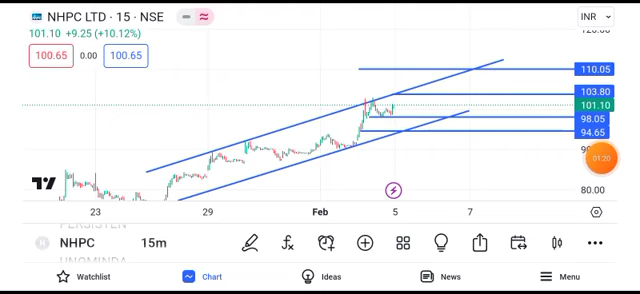 NHPC LTD · 15 · NSE
INR
101.10 +9.25 (+10.12%)
100.65 0.00 100.65
110.05
103.80
101.10
98.05
94.65
01:20
80.00
23 29 Feb 5 7
NHPC 15m
Watchlist Chart Ideas News Menu